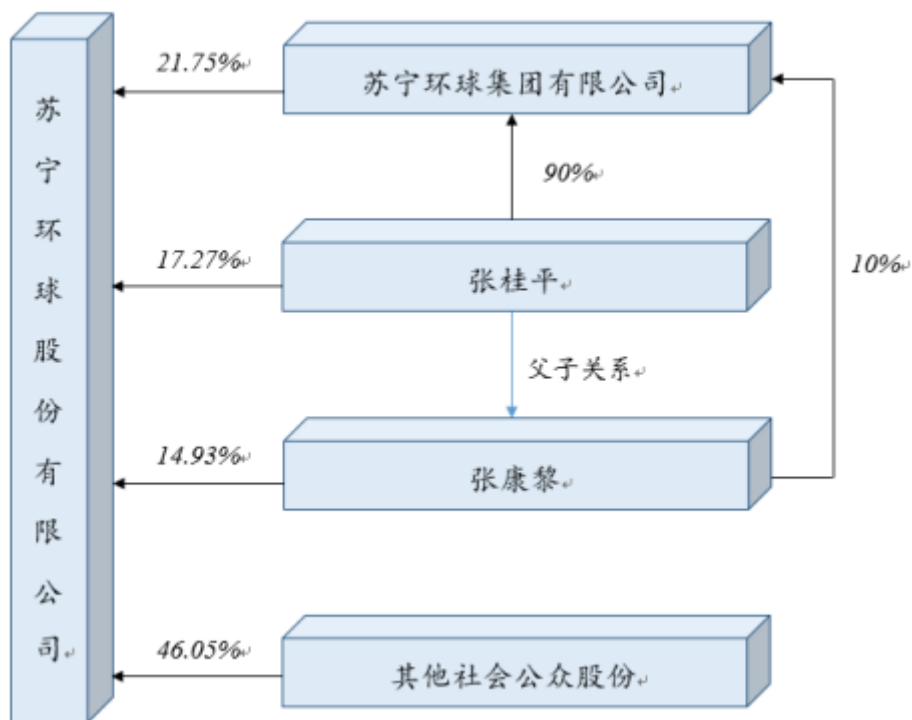 苏宁环球股份有限公司
21.75%
苏宁环球集团有限公司
90%
17.27%
张桂平
10%
父子关系
14.93%
张康黎
46.05%
其他社会公众股份